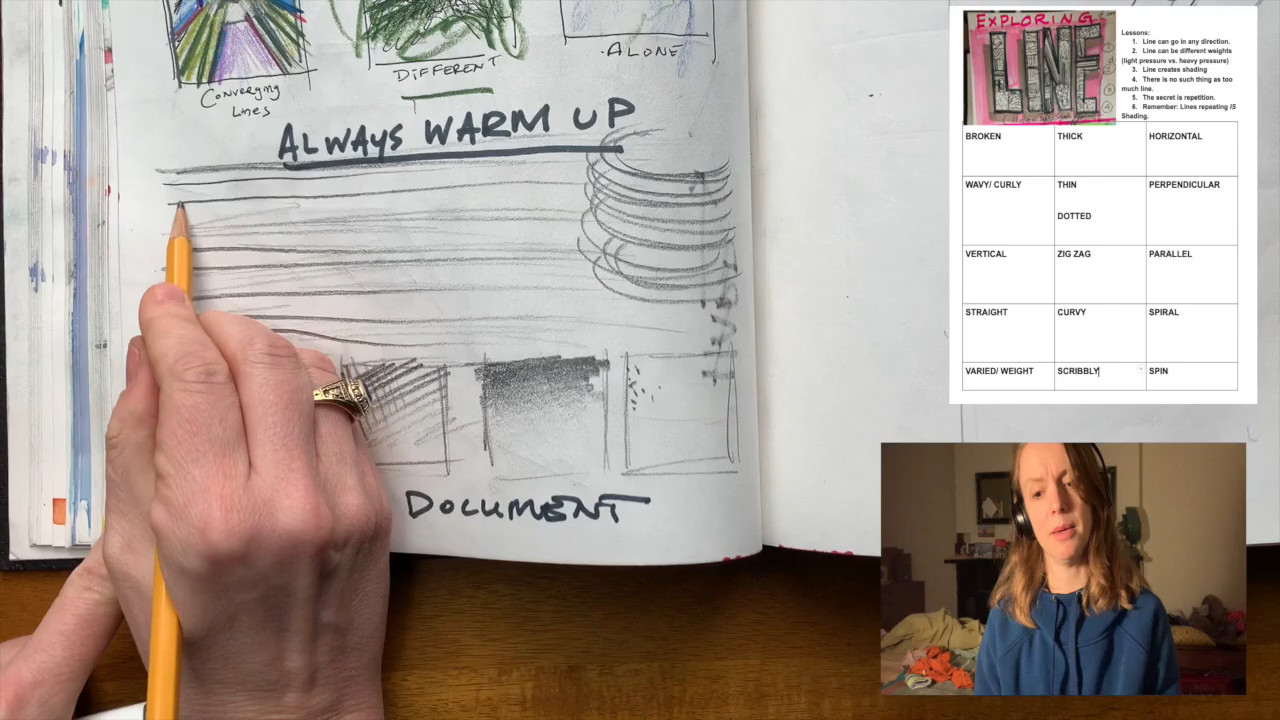 Converging
Lines
DIFFERENT
ALONE
ALWAYS WARM UP
DOCUMENT
EXPLORING
LINE
Lessons:
1. Line can go in any direction.
2. Line can be different weights
(light pressure vs. heavy pressure)
3. Line creates shading
4. There is no such thing as too
much line.
5. The secret is repetition.
6. Remember: Lines repeating IS
Shading.
BROKEN THICK HORIZONTAL
WAVY/ CURLY THIN PERPENDICULAR
DOTTED
VERTICAL ZIG ZAG PARALLEL
STRAIGHT CURVY SPIRAL
VARIED/ WEIGHT SCRIBBLY SPIN